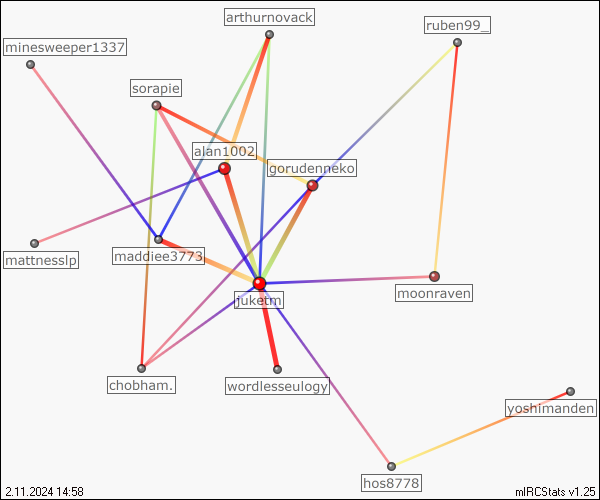 arthurnovack
ruben99_
minesweeper1337
sorapie
alan1002
gorudenneko
mattnesslp
maddiee3773
moonraven
juketm
chobham.
wordlesseulogy
yoshimanden
hos8778
2.11.2024 14:58
mIRCStats v1.25